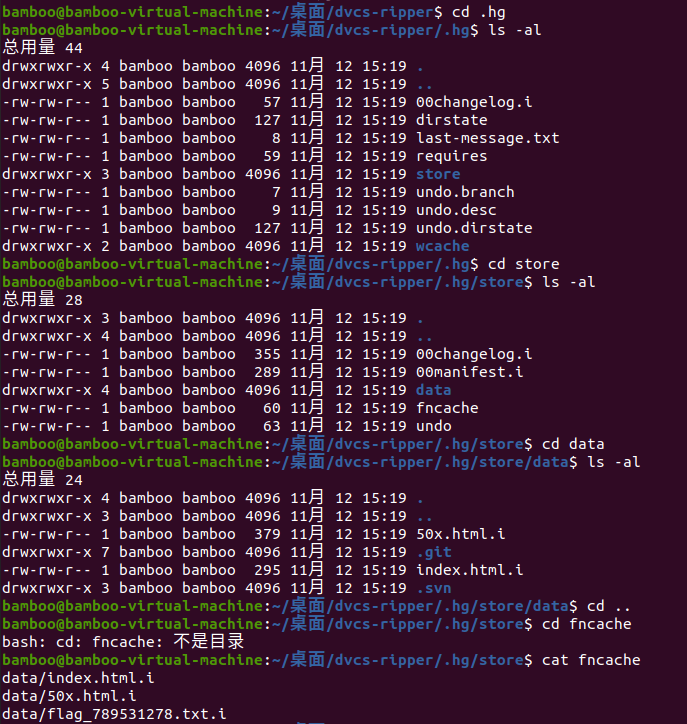 bamboo@bamboo-virtual-machine:~/桌面/dvcs-ripper$ cd .hg
bamboo@bamboo-virtual-machine:~/桌面/dvcs-ripper/.hg$ ls -al
总用量 44
drwxrwxr-x 4 bamboo bamboo 4096 11月 12 15:19 .
drwxrwxr-x 5 bamboo bamboo 4096 11月 12 15:19 ..
-rw-rw-r-- 1 bamboo bamboo   57 11月 12 15:19 00changelog.i
-rw-rw-r-- 1 bamboo bamboo  127 11月 12 15:19 dirstate
-rw-rw-r-- 1 bamboo bamboo    8 11月 12 15:19 last-message.txt
-rw-rw-r-- 1 bamboo bamboo   59 11月 12 15:19 requires
drwxrwxr-x 3 bamboo bamboo 4096 11月 12 15:19 store
-rw-rw-r-- 1 bamboo bamboo    7 11月 12 15:19 undo.branch
-rw-rw-r-- 1 bamboo bamboo    9 11月 12 15:19 undo.desc
-rw-rw-r-- 1 bamboo bamboo  127 11月 12 15:19 undo.dirstate
drwxrwxr-x 2 bamboo bamboo 4096 11月 12 15:19 wcache
bamboo@bamboo-virtual-machine:~/桌面/dvcs-ripper/.hg$ cd store
bamboo@bamboo-virtual-machine:~/桌面/dvcs-ripper/.hg/store$ ls -al
总用量 28
drwxrwxr-x 3 bamboo bamboo 4096 11月 12 15:19 .
drwxrwxr-x 4 bamboo bamboo 4096 11月 12 15:19 ..
-rw-rw-r-- 1 bamboo bamboo  355 11月 12 15:19 00changelog.i
-rw-rw-r-- 1 bamboo bamboo  289 11月 12 15:19 00manifest.i
drwxrwxr-x 4 bamboo bamboo 4096 11月 12 15:19 data
-rw-rw-r-- 1 bamboo bamboo   60 11月 12 15:19 fncache
-rw-rw-r-- 1 bamboo bamboo   63 11月 12 15:19 undo
bamboo@bamboo-virtual-machine:~/桌面/dvcs-ripper/.hg/store$ cd data
bamboo@bamboo-virtual-machine:~/桌面/dvcs-ripper/.hg/store/data$ ls -al
总用量 24
drwxrwxr-x 4 bamboo bamboo 4096 11月 12 15:19 .
drwxrwxr-x 3 bamboo bamboo 4096 11月 12 15:19 ..
-rw-rw-r-- 1 bamboo bamboo  379 11月 12 15:19 50x.html.i
drwxrwxr-x 7 bamboo bamboo 4096 11月 12 15:19 .git
-rw-rw-r-- 1 bamboo bamboo  295 11月 12 15:19 index.html.i
drwxrwxr-x 3 bamboo bamboo 4096 11月 12 15:19 .svn
bamboo@bamboo-virtual-machine:~/桌面/dvcs-ripper/.hg/store/data$ cd ..
bamboo@bamboo-virtual-machine:~/桌面/dvcs-ripper/.hg/store$ cd fncache
bash: cd: fncache: 不是目录
bamboo@bamboo-virtual-machine:~/桌面/dvcs-ripper/.hg/store$ cat fncache
data/index.html.i
data/50x.html.i
data/flag_789531278.txt.i